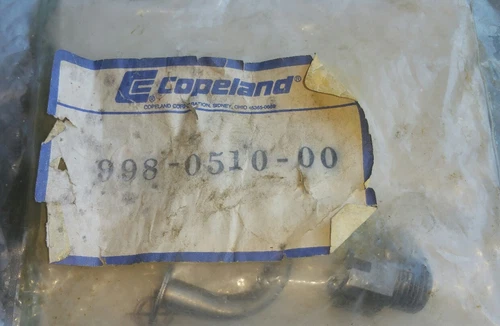 Copeland®
COPELAND CORPORATION, SIDNEY, OHIO 45365-0669
998-0510-00